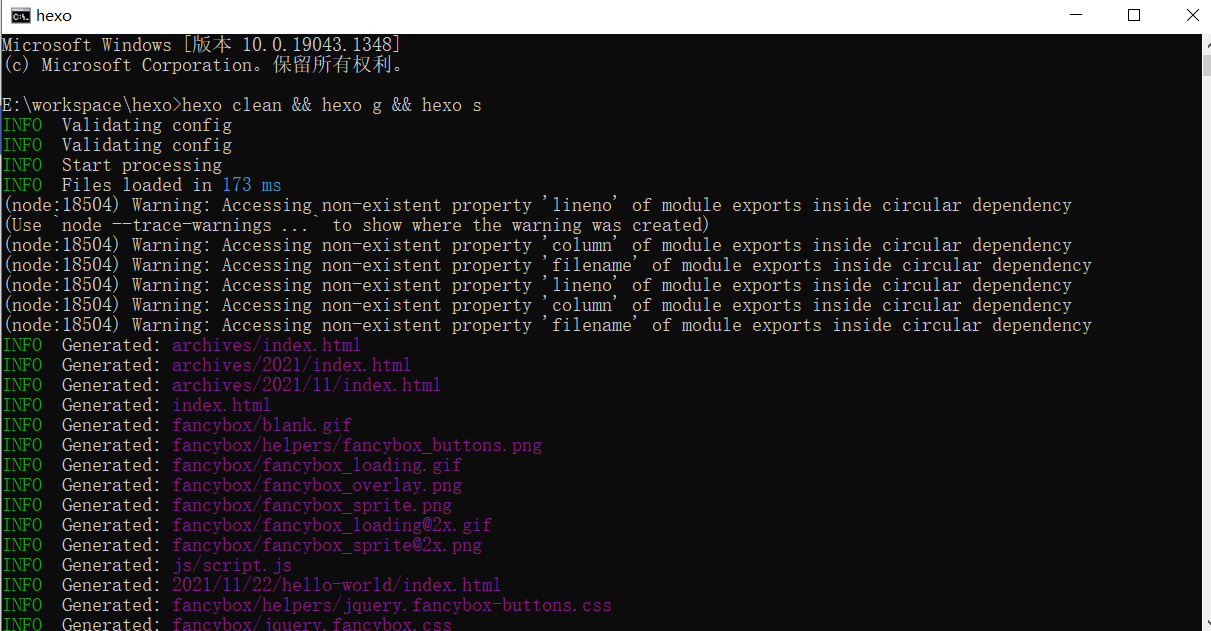 hexo
Microsoft Windows [版本 10.0.19043.1348]
(c) Microsoft Corporation。保留所有权利。
E:\workspace\hexo>hexo clean && hexo g && hexo s
INFO  Validating config
INFO  Validating config
INFO  Start processing
INFO  Files loaded in 173 ms
(node:18504) Warning: Accessing non-existent property 'lineno' of module exports inside circular dependency
(Use `node --trace-warnings ...` to show where the warning was created)
(node:18504) Warning: Accessing non-existent property 'column' of module exports inside circular dependency
(node:18504) Warning: Accessing non-existent property 'filename' of module exports inside circular dependency
(node:18504) Warning: Accessing non-existent property 'lineno' of module exports inside circular dependency
(node:18504) Warning: Accessing non-existent property 'column' of module exports inside circular dependency
(node:18504) Warning: Accessing non-existent property 'filename' of module exports inside circular dependency
INFO  Generated: archives/index.html
INFO  Generated: archives/2021/index.html
INFO  Generated: archives/2021/11/index.html
INFO  Generated: index.html
INFO  Generated: fancybox/blank.gif
INFO  Generated: fancybox/helpers/fancybox_buttons.png
INFO  Generated: fancybox/fancybox_loading.gif
INFO  Generated: fancybox/fancybox_overlay.png
INFO  Generated: fancybox/fancybox_sprite.png
INFO  Generated: fancybox/fancybox_loading@2x.gif
INFO  Generated: fancybox/fancybox_sprite@2x.png
INFO  Generated: js/script.js
INFO  Generated: 2021/11/22/hello-world/index.html
INFO  Generated: fancybox/helpers/jquery.fancybox-buttons.css
INFO  Generated: fancybox/jquery.fancybox.css